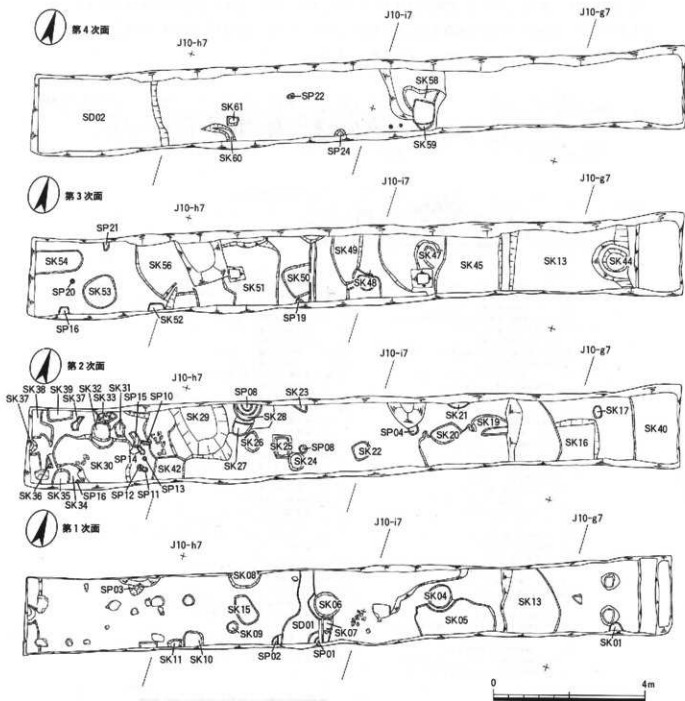 第4次面
J10-h7
J10-i7
J10-g7
SK58
SK61
SP22
SD02
SK60
SP24
SK59
第3次面
J10-h7
J10-i7
J10-g7
SP21
SK54
SK56
SK49
SK47
SK45
SK13
SK44
SP20
SK53
SK51
SK50
SK48
SP16
SK52
SP19
第2次面
J10-h7
J10-i7
J10-g7
SK38
SK39
SK32
SK31
SK37
SK37
SK33
SP15
SP10
SP08
SK23
SK29
SK28
SK21
SK17
SP04
SK20
SK19
SK26
SK25
SP08
SK16
SK40
SP14
SK30
SK42
SK27
SK24
SK22
SK36
SK35
SP16
SP12
SP11
SP13
SK34
第1次面
J10-h7
J10-i7
J10-g7
SP03
SK08
SK04
SK15
SK06
SK13
SK05
SK09
SD01
SK07
SK11
SK10
SP02
SP01
SK01
0 4m